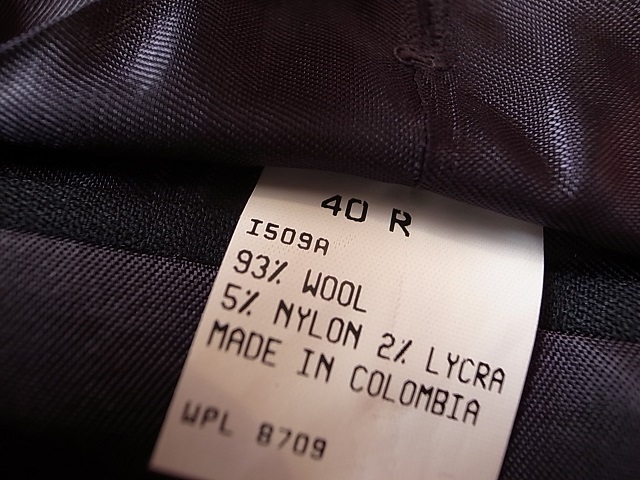 40 R
I509A
93% WOOL
5% NYLON 2% LYCRA
MADE IN COLOMBIA
WPL 8709